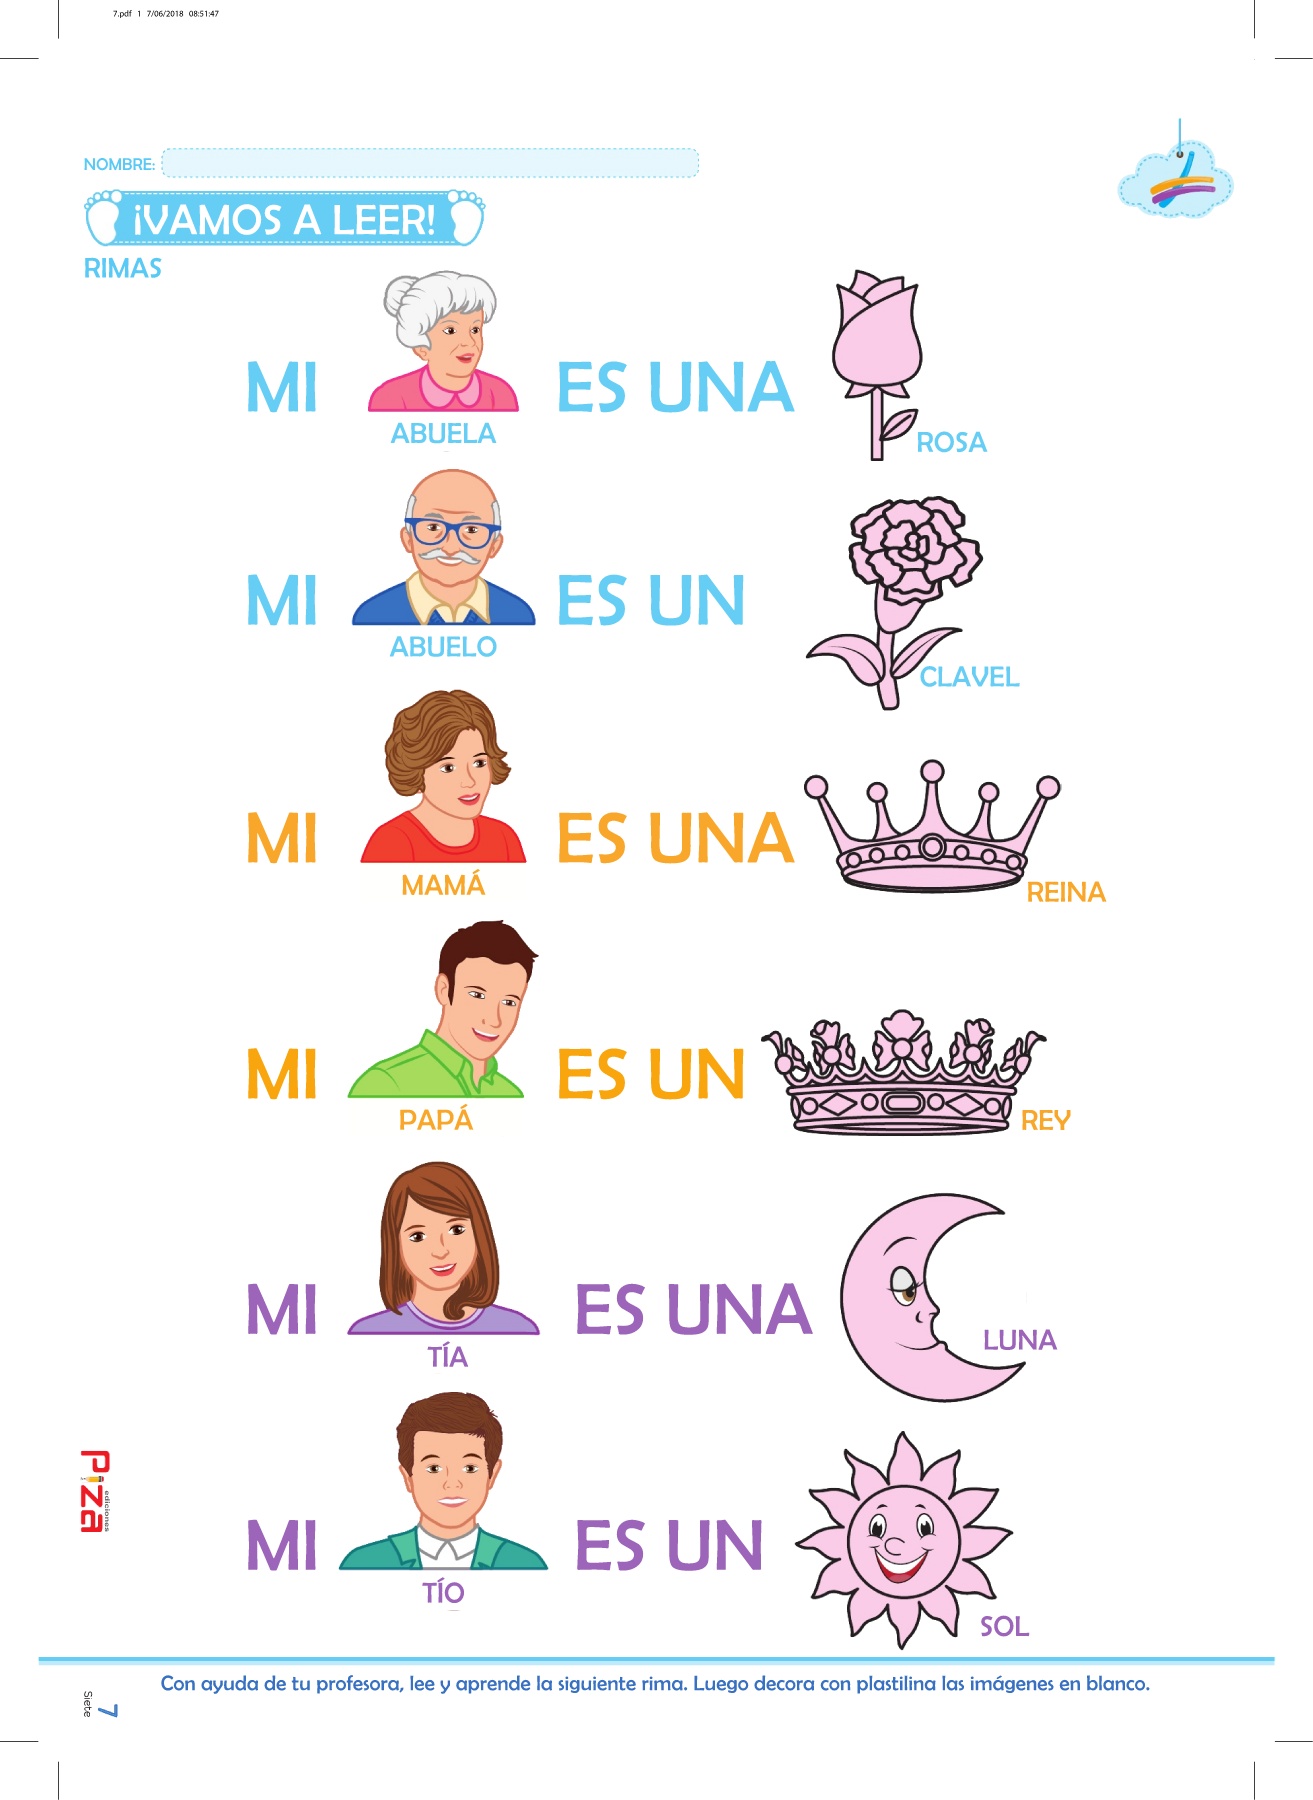 7.pdf 1 7/06/2018 08:51:47
NOMBRE:
¡VAMOS A LEER!
RIMAS
MI ES UNA
ABUELA
ROSA
MI ES UN
ABUELO
CLAVEL
MI ES UNA
MAMÁ
REINA
MI ES UN
PAPÁ
REY
MI ES UNA
TÍA
LUNA
MI ES UN
TÍO
SOL
PiZa
ediciones
Con ayuda de tu profesora, lee y aprende la siguiente rima. Luego decora con plastilina las imágenes en blanco.
7
Siete